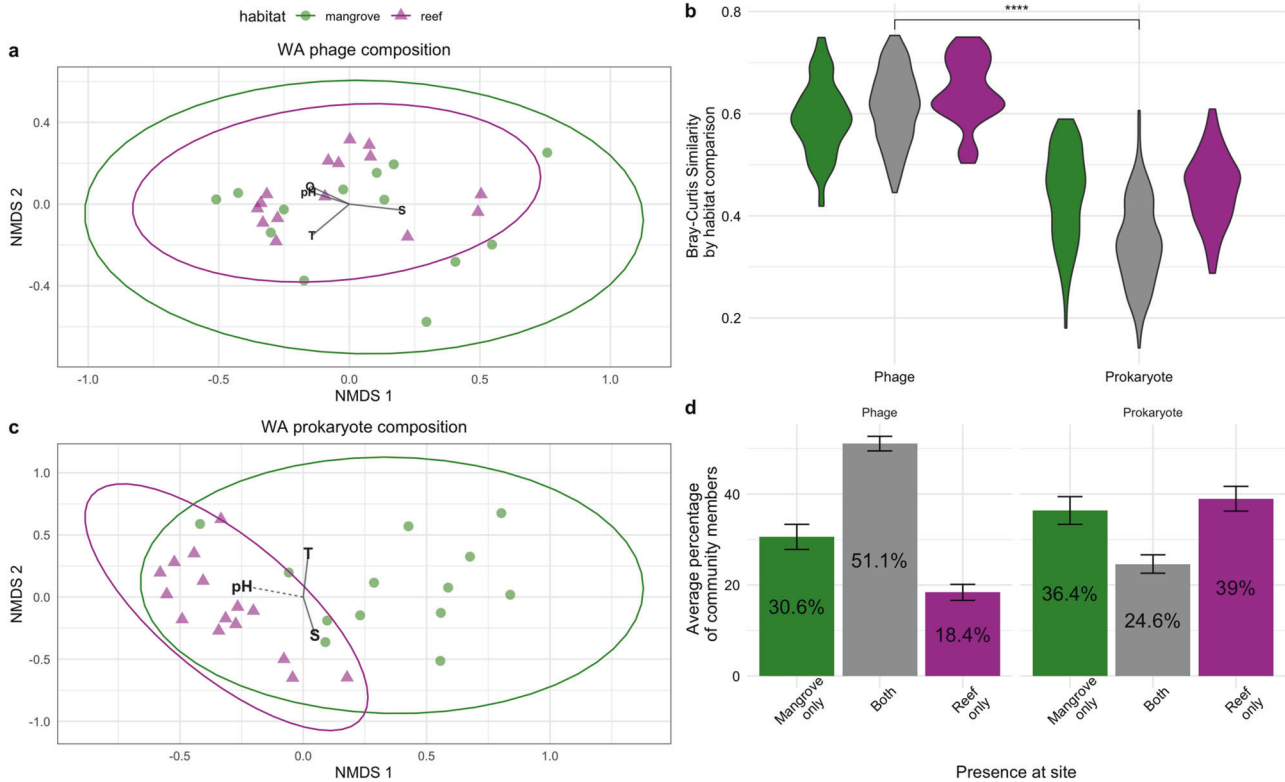 habitat mangrove reef
a
WA phage composition
0.4
0.0
-0.4
NMDS 2
O
pH
S
T
-1.0 -0.5 0.0 0.5 1.0
NMDS 1
b
0.8
0.6
0.4
0.2
Bray-Curtis Similarity
by habitat comparison
****
Phage Prokaryote
c
WA prokaryote composition
1.0
0.5
0.0
-0.5
-1.0
NMDS 2
T
pH
S
-0.5 0.0 0.5 1.0
NMDS 1
d
Phage Prokaryote
Average percentage
of community members
40
20
0
30.6%
51.1%
18.4%
36.4%
24.6%
39%
Mangrove
only
Both
Reef
only
Mangrove
only
Both
Reef
only
Presence at site